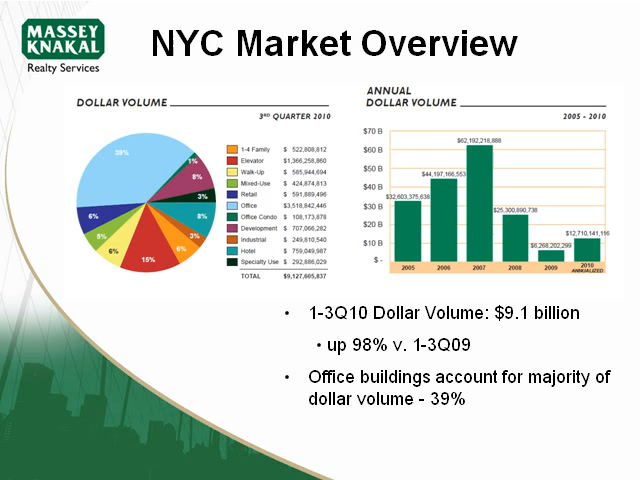 MASSEY
KNAKAL
Realty Services
NYC Market Overview
DOLLAR VOLUME
3RD QUARTER 2010
39%
1%
8%
3%
8%
3%
6%
15%
6%
5%
6%
1-4 Family $ 522,808,812
Elevator $1,366,258,860
Walk-Up $ 585,944,694
Mixed-Use $ 424,874,813
Retail $ 591,889,496
Office $3,518,842,446
Office Condo $ 108,173,878
Development $ 707,066,282
Industrial $ 249,810,540
Hotel $ 759,049,987
Specialty Use $ 292,886,029
TOTAL $9,127,605,837
ANNUAL
DOLLAR VOLUME
2005 - 2010
$70 B
$60 B
$50 B
$40 B
$30 B
$20 B
$10 B
$ -
$32,603,375,638
$44,197,166,553
$62,192,218,888
$25,300,890,738
$6,268,202,299
$12,710,141,116
2005 2006 2007 2008 2009 2010
ANNUALIZED
• 1-3Q10 Dollar Volume: $9.1 billion
• up 98% v. 1-3Q09
• Office buildings account for majority of
dollar volume - 39%